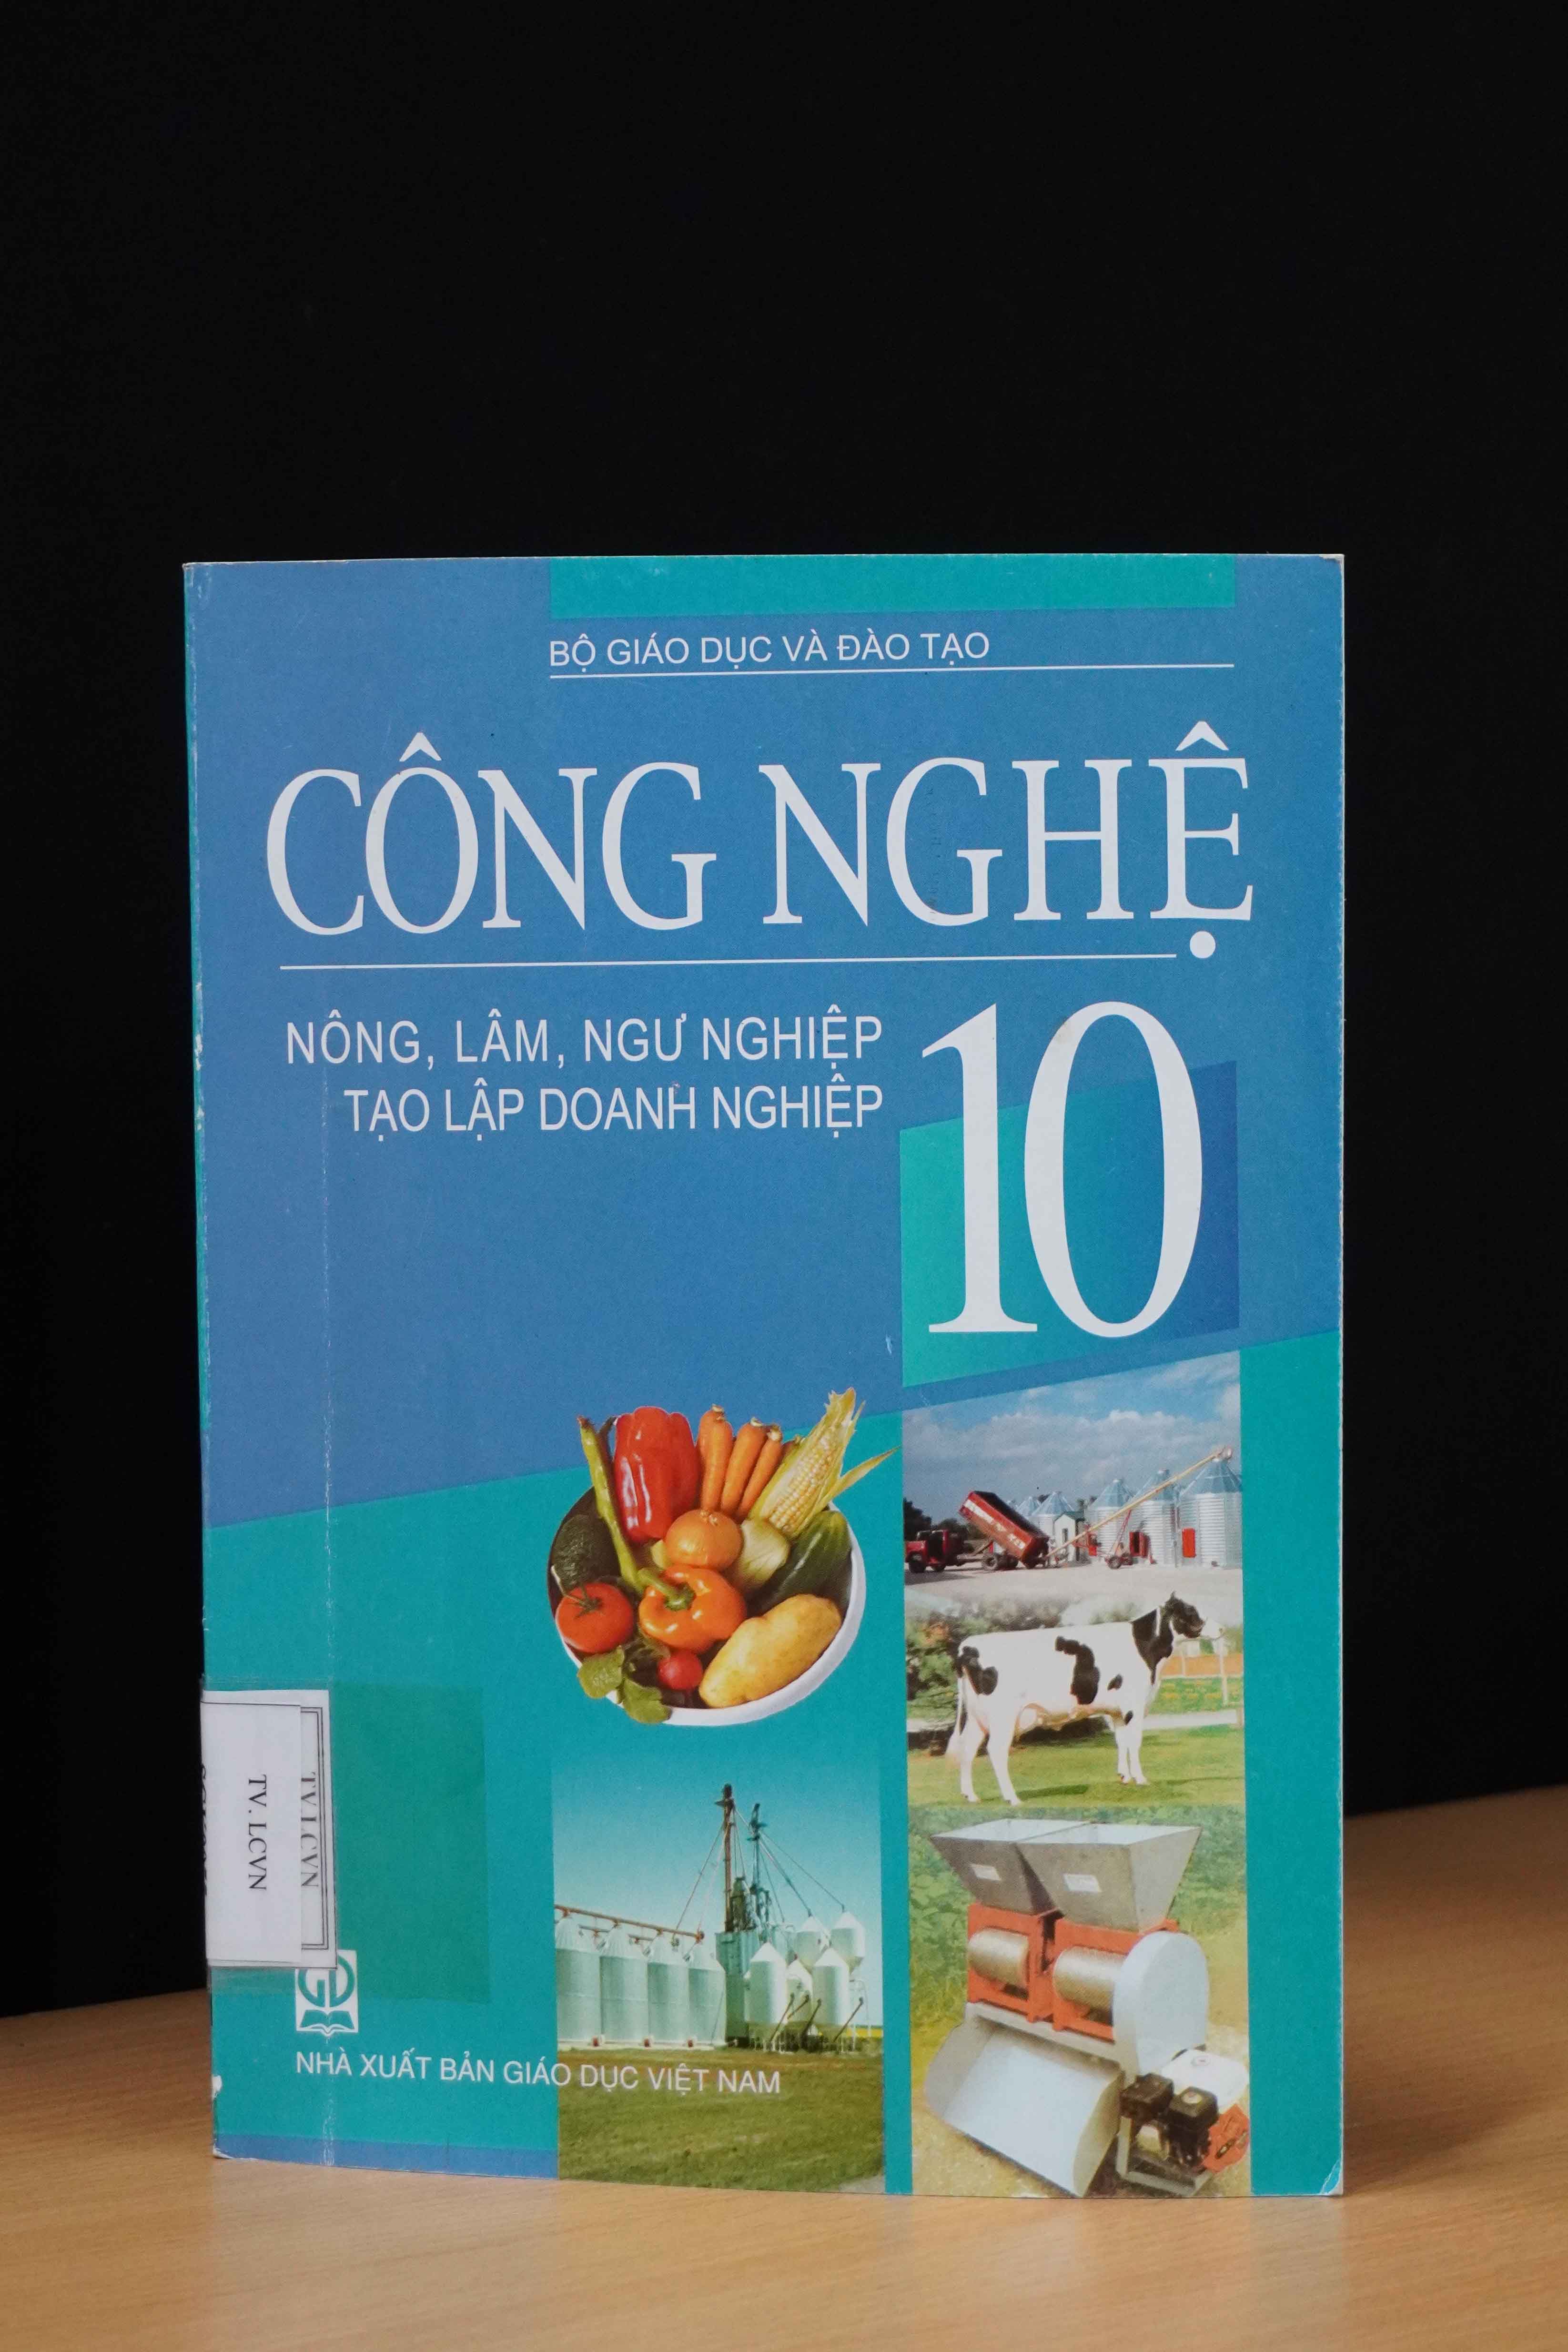 BỘ GIÁO DỤC VÀ ĐÀO TẠO
CÔNG NGHỆ
NÔNG, LÂM, NGƯ NGHIỆP
TẠO LẬP DOANH NGHIỆP
10
TV. LCVN
TV. LCVN
NHÀ XUẤT BẢN GIÁO DỤC VIỆT NAM